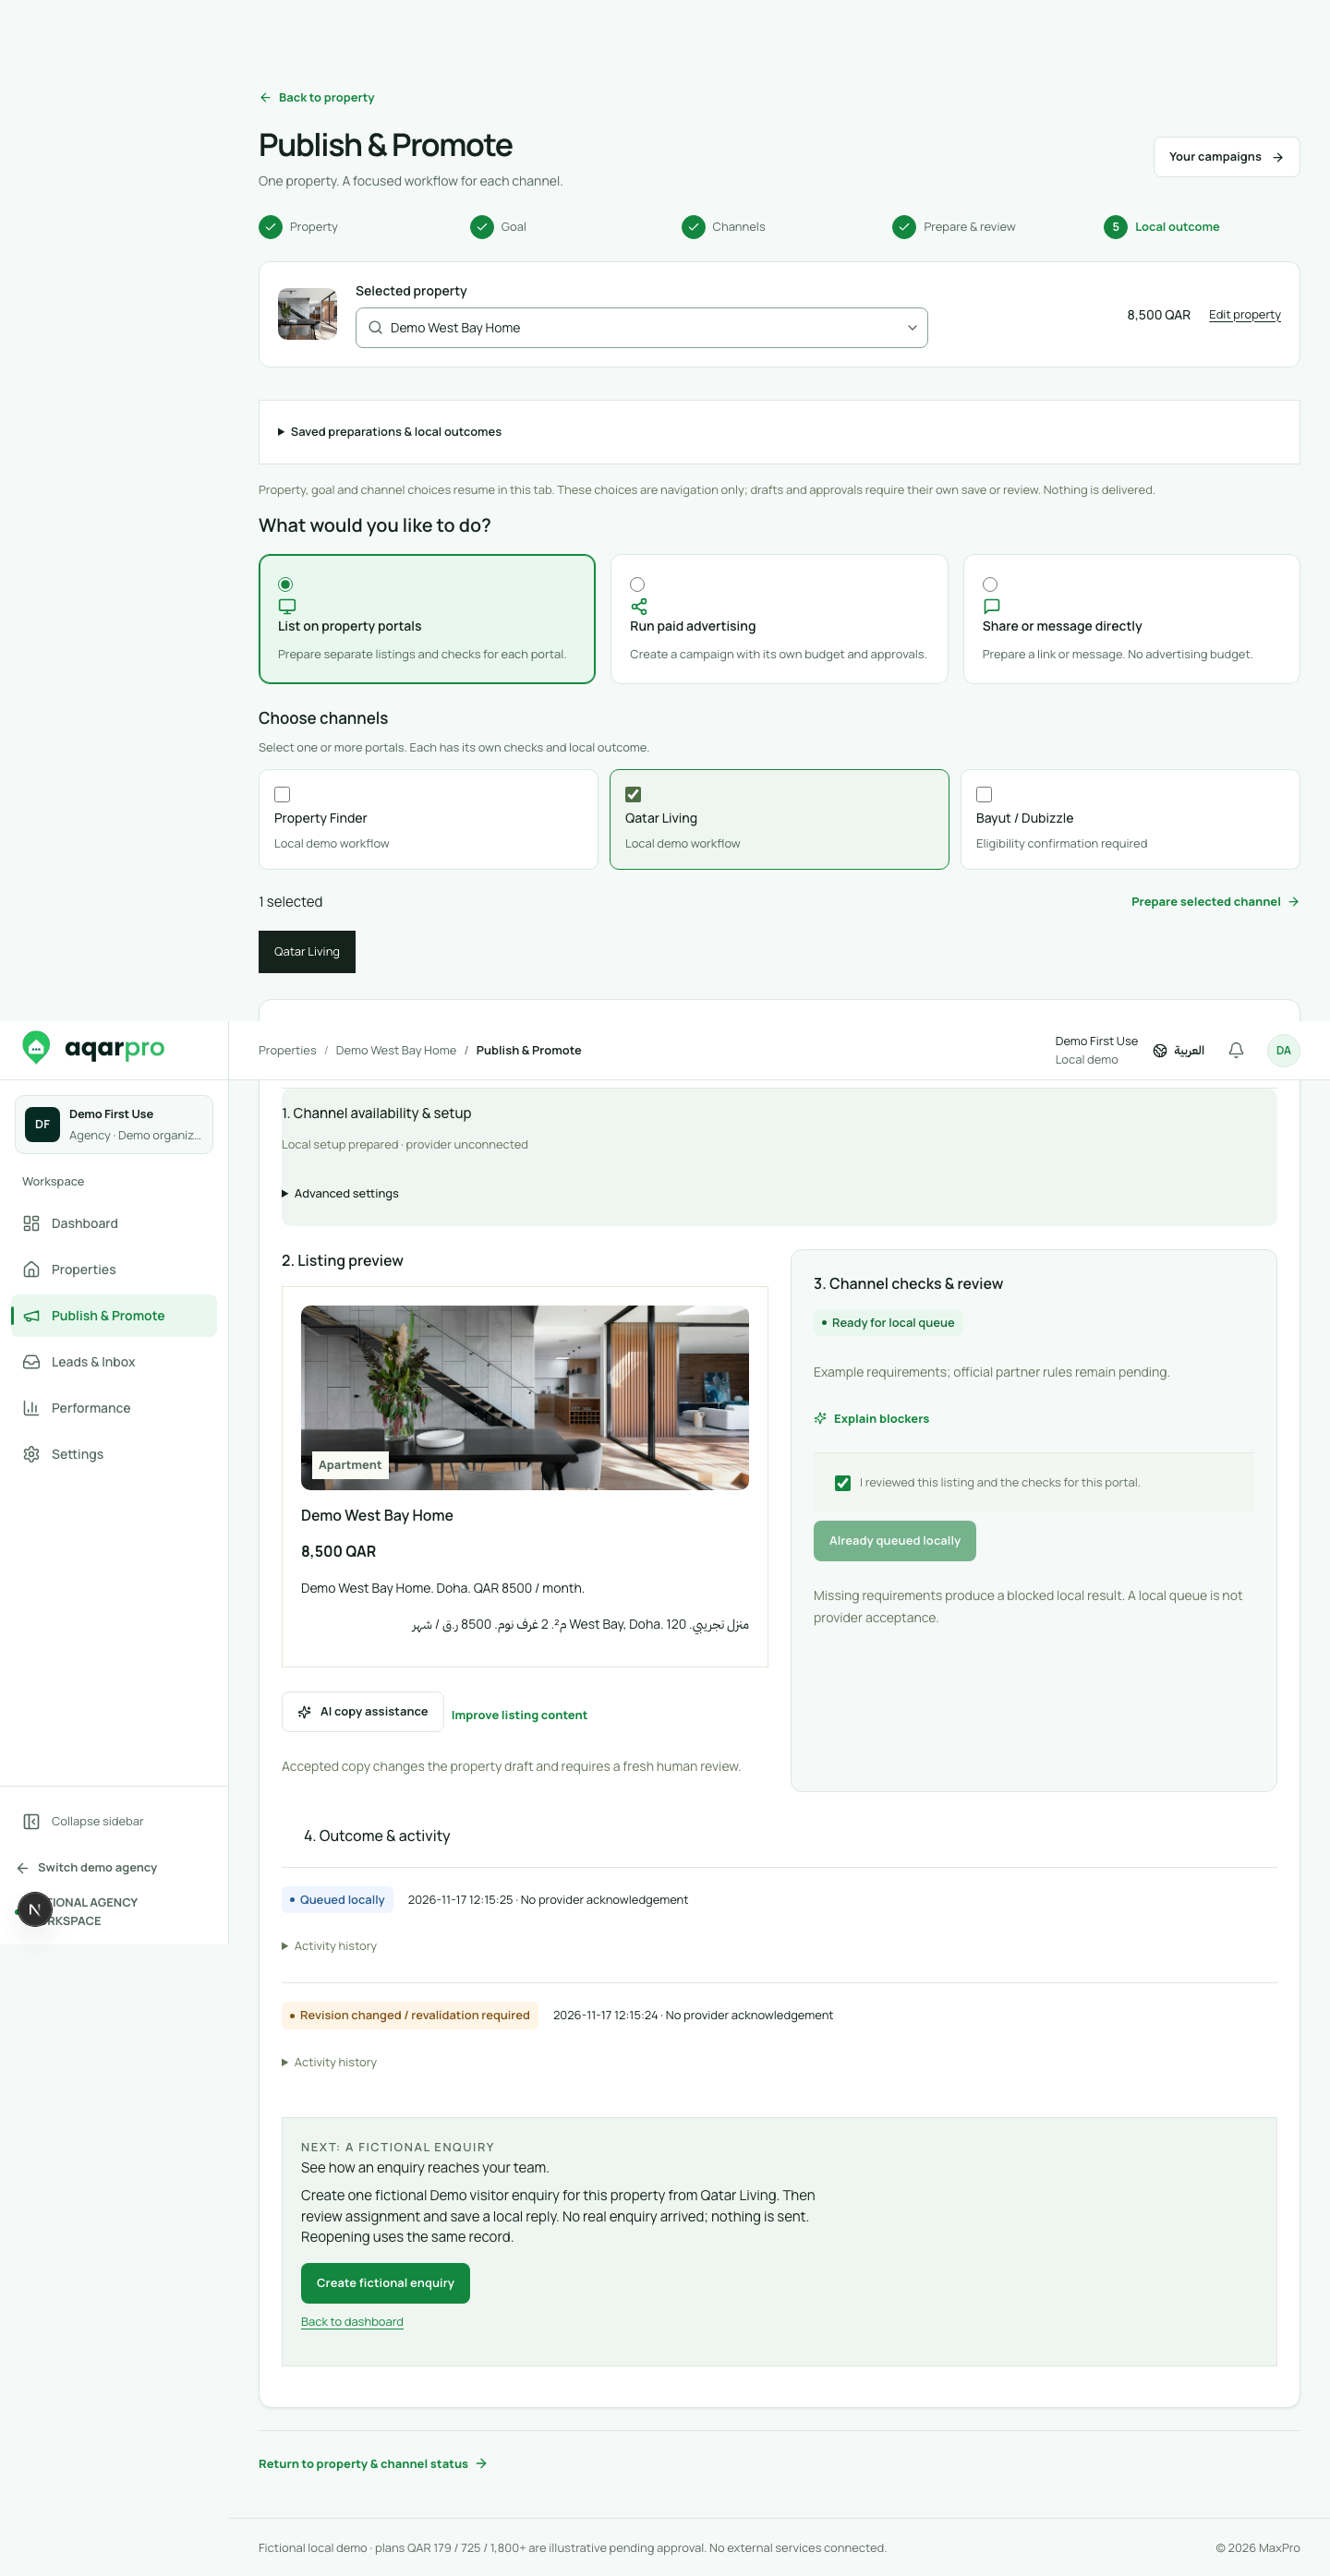 Back to property
Publish & Promote
One property. A focused workflow for each channel.
Your campaigns
Property
Goal
Channels
Prepare & review
5 Local outcome
Selected property
Demo West Bay Home
8,500 QAR
Edit property
Saved preparations & local outcomes
Property, goal and channel choices resume in this tab. These choices are navigation only; drafts and approvals require their own save or review. Nothing is delivered.
What would you like to do?
List on property portals
Prepare separate listings and checks for each portal.
Run paid advertising
Create a campaign with its own budget and approvals.
Share or message directly
Prepare a link or message. No advertising budget.
Choose channels
Select one or more portals. Each has its own checks and local outcome.
Property Finder
Local demo workflow
Qatar Living
Local demo workflow
Bayut / Dubizzle
Eligibility confirmation required
1 selected
Prepare selected channel
Qatar Living
aqarpro
Properties / Demo West Bay Home / Publish & Promote
Demo First Use
Local demo
العربية
DA
DF
Demo First Use
Agency · Demo organiz...
Workspace
Dashboard
Properties
Publish & Promote
Leads & Inbox
Performance
Settings
Collapse sidebar
Switch demo agency
N
TIONAL AGENCY
RKSPACE
1. Channel availability & setup
Local setup prepared · provider unconnected
Advanced settings
2. Listing preview
Apartment
Demo West Bay Home
8,500 QAR
Demo West Bay Home. Doha. QAR 8500 / month.
منزل تجريبي. West Bay, Doha. 120 م². 2 غرف نوم. 8500 ر.ق / شهر
AI copy assistance
Improve listing content
Accepted copy changes the property draft and requires a fresh human review.
3. Channel checks & review
Ready for local queue
Example requirements; official partner rules remain pending.
Explain blockers
I reviewed this listing and the checks for this portal.
Already queued locally
Missing requirements produce a blocked local result. A local queue is not
provider acceptance.
4. Outcome & activity
Queued locally
2026-11-17 12:15:25 · No provider acknowledgement
Activity history
Revision changed / revalidation required
2026-11-17 12:15:24 · No provider acknowledgement
Activity history
NEXT: A FICTIONAL ENQUIRY
See how an enquiry reaches your team.
Create one fictional Demo visitor enquiry for this property from Qatar Living. Then
review assignment and save a local reply. No real enquiry arrived; nothing is sent.
Reopening uses the same record.
Create fictional enquiry
Back to dashboard
Return to property & channel status
Fictional local demo · plans QAR 179 / 725 / 1,800+ are illustrative pending approval. No external services connected.
© 2026 MaxPro